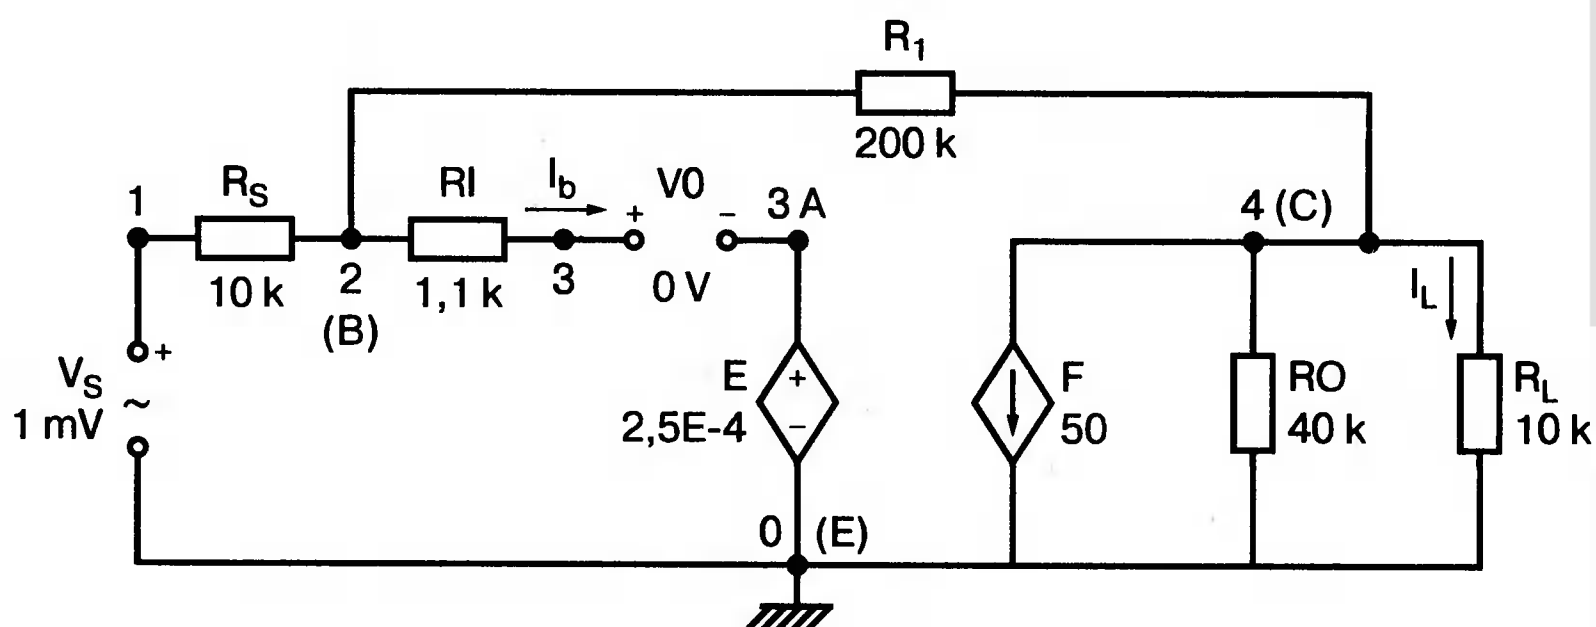 R1
200 k
1
RS
10 k
2
(B)
RI
1,1 k
Ib
3
+
V0
−
0 V
3 A
4 (C)
VS
+
~
1 mV
E
2,5E-4
+
−
0
(E)
F
50
RO
40 k
IL
RL
10 k